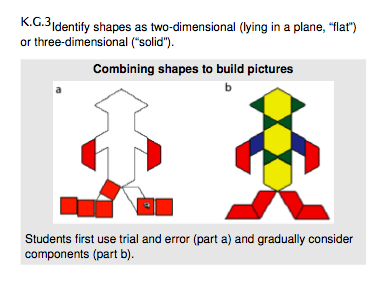 K.G.3Identify shapes as two-dimensional (lying in a plane, “flat”)
or three-dimensional (“solid”).
Combining shapes to build pictures
a b
Students first use trial and error (part a) and gradually consider
components (part b).